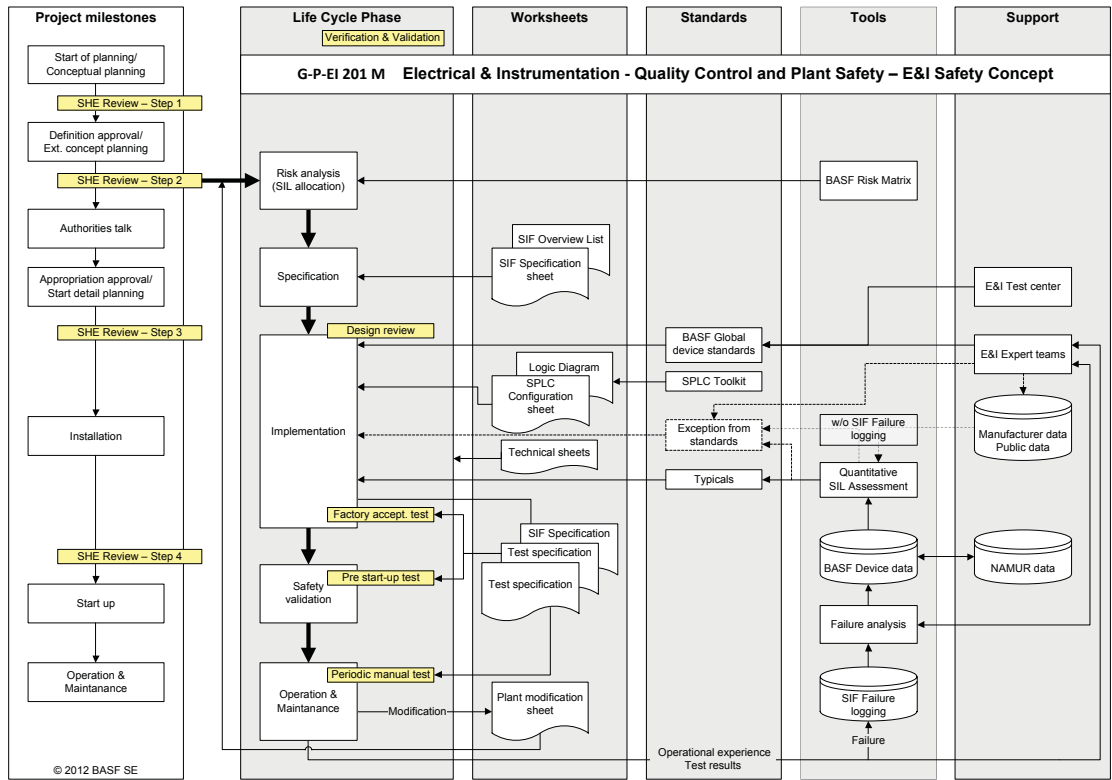 Project milestones
Start of planning/
Conceptual planning
SHE Review – Step 1
Definition approval/
Ext. concept planning
SHE Review – Step 2
Authorities talk
Appropriation approval/
Start detail planning
SHE Review – Step 3
Installation
SHE Review – Step 4
Start up
Operation &
Maintanance
© 2012 BASF SE
Life Cycle Phase
Verification & Validation
Worksheets
Standards
Tools
Support
G-P-EI 201 M Electrical & Instrumentation - Quality Control and Plant Safety – E&I Safety Concept
Risk analysis
(SIL allocation)
Specification
Design review
Implementation
Factory accept. test
Pre start-up test
Safety
validation
Periodic manual test
Operation &
Maintanance
Modification
SIF Overview List
SIF Specification
sheet
Logic Diagram
SPLC
Configuration
sheet
Technical sheets
SIF Specification
Test specification
Test specification
Plant modification
sheet
BASF Global
device standards
SPLC Toolkit
Exception from
standards
Typicals
Operational experience
Test results
BASF Risk Matrix
w/o SIF Failure
logging
Quantitative
SIL Assessment
BASF Device data
Failure analysis
SIF Failure
logging
Failure
E&I Test center
E&I Expert teams
Manufacturer data
Public data
NAMUR data